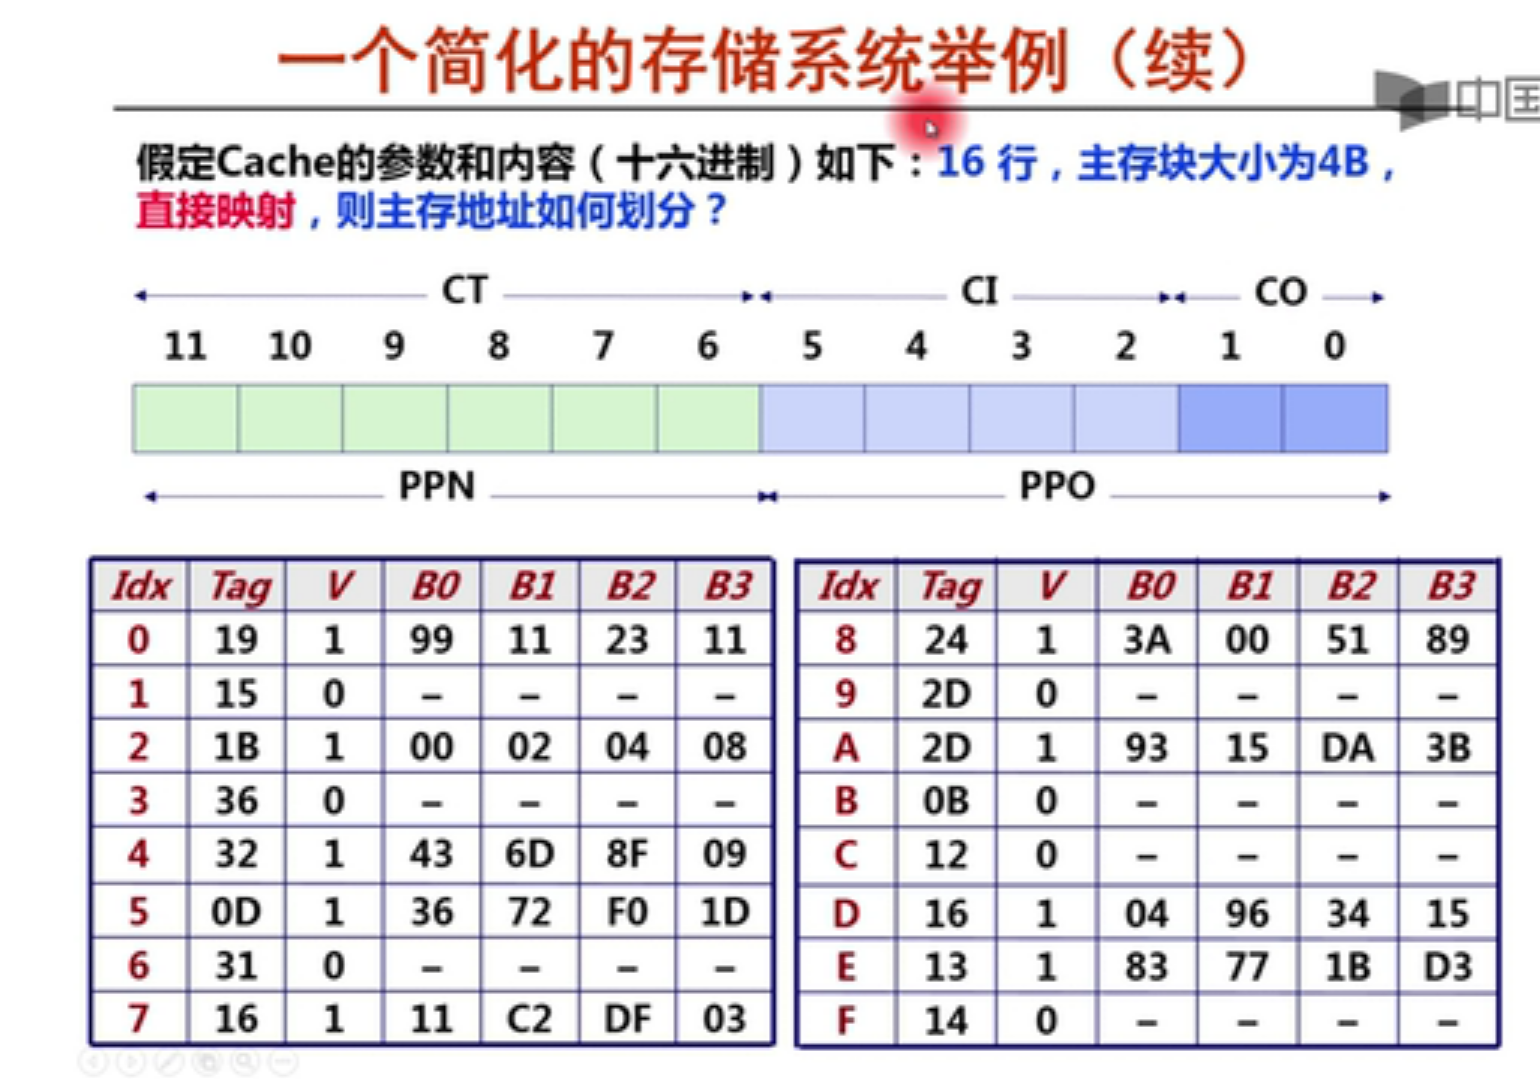 一个简化的存储系统举例（续）
中国
假定Cache的参数和内容（十六进制）如下：16 行，主存块大小为4B，
直接映射，则主存地址如何划分？
CT CI CO
11 10 9 8 7 6 5 4 3 2 1 0
PPN PPO
Idx Tag V B0 B1 B2 B3 Idx Tag V B0 B1 B2 B3
0 19 1 99 11 23 11 8 24 1 3A 00 51 89
1 15 0 – – – – 9 2D 0 – – – –
2 1B 1 00 02 04 08 A 2D 1 93 15 DA 3B
3 36 0 – – – – B 0B 0 – – – –
4 32 1 43 6D 8F 09 C 12 0 – – – –
5 0D 1 36 72 F0 1D D 16 1 04 96 34 15
6 31 0 – – – – E 13 1 83 77 1B D3
7 16 1 11 C2 DF 03 F 14 0 – – – –